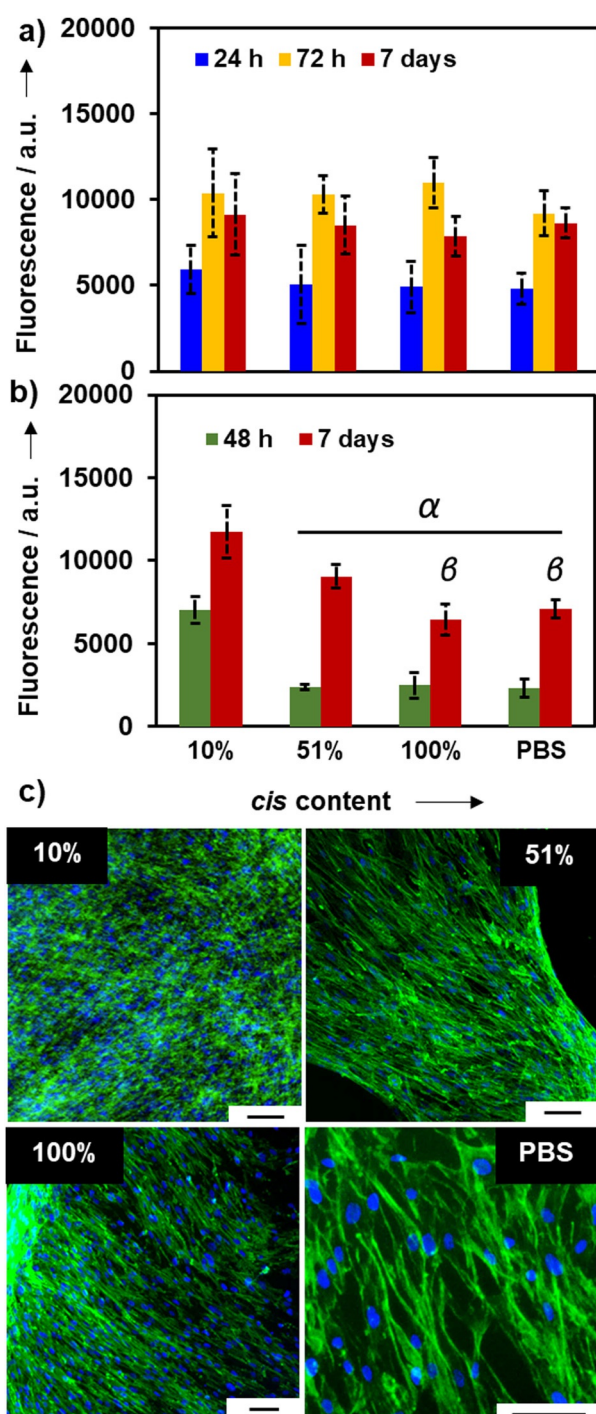 a)
20000
24 h 72 h 7 days
15000
10000
5000
0
Fluorescence / a.u. →
b)
20000
48 h 7 days
15000
α
10000
β β
5000
0
Fluorescence / a.u. →
10% 51% 100% PBS
cis content →
c)
10% 51%
100% PBS